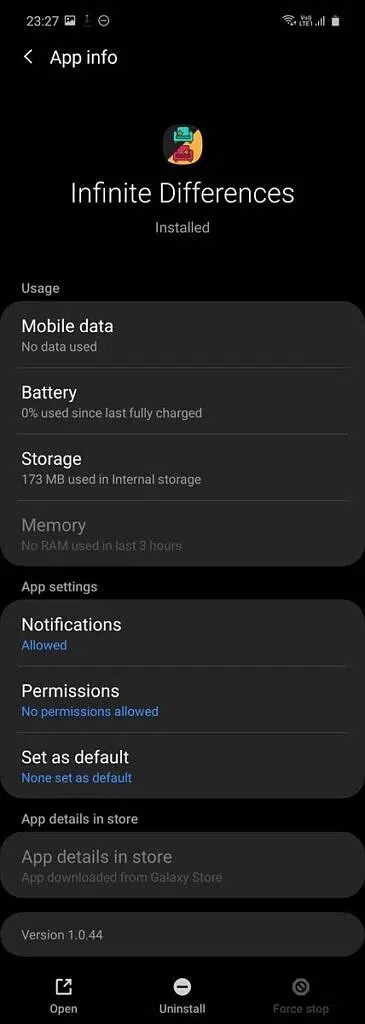 23:27
VoD LTE1
App info
Infinite Differences
Installed
Usage
Mobile data
No data used
Battery
0% used since last fully charged
Storage
173 MB used in Internal storage
Memory
No RAM used in last 3 hours
App settings
Notifications
Allowed
Permissions
No permissions allowed
Set as default
None set as default
App details in store
App details in store
App downloaded from Galaxy Store
Version 1.0.44
Open
Uninstall
Force stop